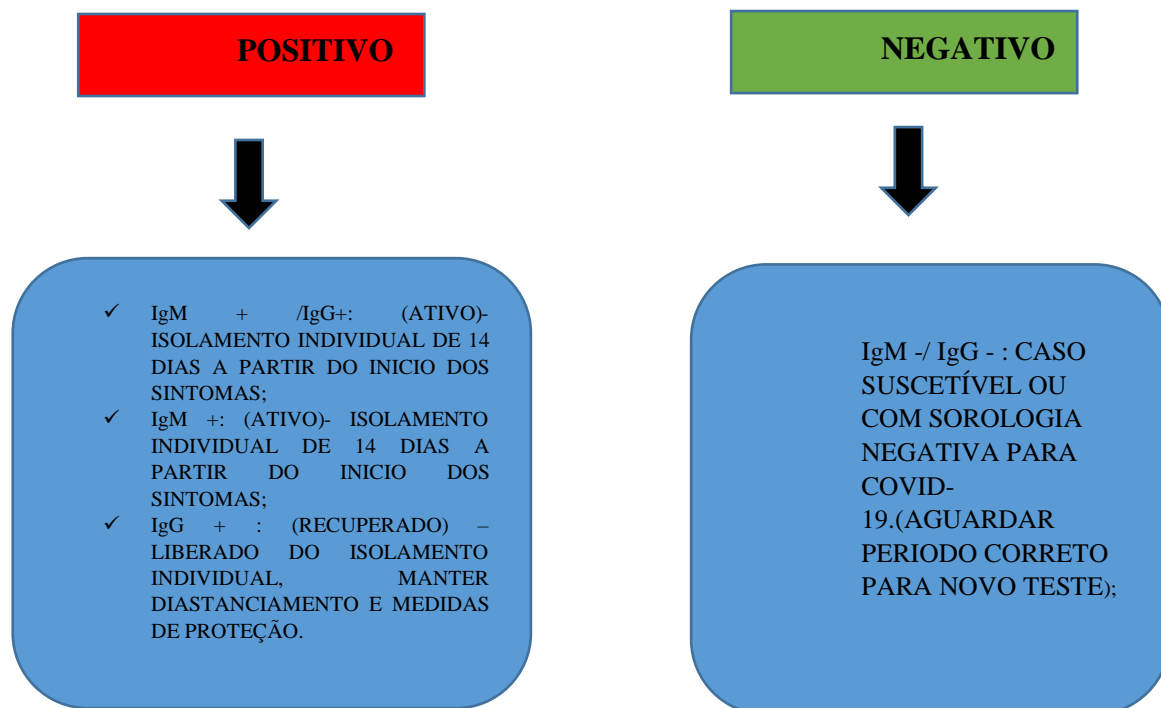 POSITIVO
NEGATIVO
✓ IgM + /IgG+: (ATIVO)-
ISOLAMENTO INDIVIDUAL DE 14
DIAS A PARTIR DO INICIO DOS
SINTOMAS;
✓ IgM +: (ATIVO)- ISOLAMENTO
INDIVIDUAL DE 14 DIAS A
PARTIR DO INICIO DOS
SINTOMAS;
✓ IgG + : (RECUPERADO) –
LIBERADO DO ISOLAMENTO
INDIVIDUAL, MANTER
DIASTANCIAMENTO E MEDIDAS
DE PROTEÇÃO.
IgM -/ IgG - : CASO
SUSCETÍVEL OU
COM SOROLOGIA
NEGATIVA PARA
COVID-
19.(AGUARDAR
PERIODO CORRETO
PARA NOVO TESTE);